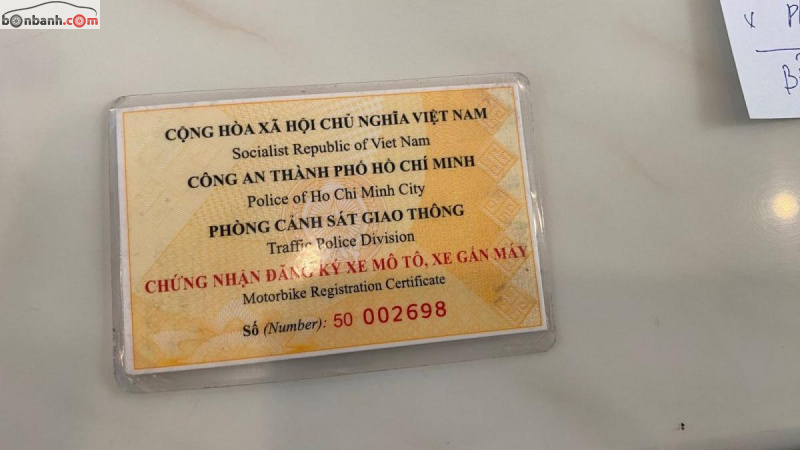 bonbanh.com
CỘNG HÒA XÃ HỘI CHỦ NGHĨA VIỆT NAM
Socialist Republic of Viet Nam
CÔNG AN THÀNH PHỐ HỒ CHÍ MINH
Police of Ho Chi Minh City
PHÒNG CẢNH SÁT GIAO THÔNG
Traffic Police Division
CHỨNG NHẬN ĐĂNG KÝ XE MÔ TÔ, XE GẮN MÁY
Motorbike Registration Certificate
Số (Number): 50 002698